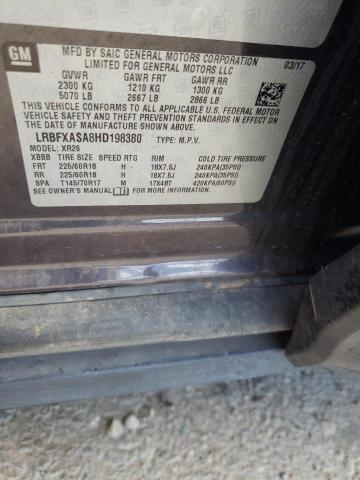 GM
MFD BY SAIC GENERAL MOTORS CORPORATION
LIMITED FOR GENERAL MOTORS LLC
03/17
GVWR GAWR FRT GAWR RR
2300 KG 1210 KG 1300 KG
5070 LB 2667 LB 2866 LB
THIS VEHICLE CONFORMS TO ALL APPLICABLE U.S. FEDERAL MOTOR
VEHICLE SAFETY, BUMPER, AND THEFT PREVENTION STANDARDS
IN EFFECT ON THE DATE OF MANUFACTURE SHOWN ABOVE.
LRBFXASA8HD198380 TYPE: M.P.V.
MODEL: XR26
XBBB TIRE SIZE SPEED RTG RIM COLD TIRE PRESSURE
FRT 225/60R18 H 18X7.5J 240KPA(35PSI)
RR 225/60R18 H 18X7.5J 240KPA(35PSI)
SPA T145/70R17 M 17X4BT 420KPA(60PSI)
SEE OWNER'S MANUAL FOR ADDITIONAL INFORMATION.